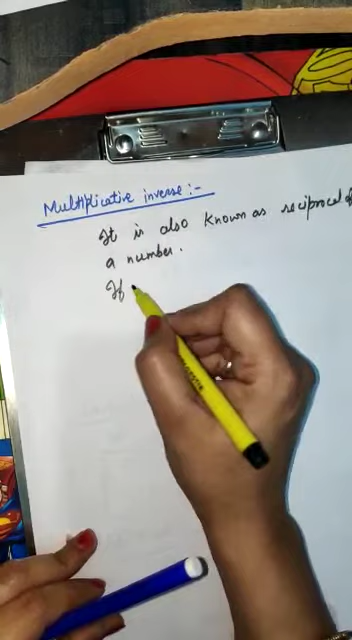 Multiplicative inverse :-
It is also known as reciprocal of
a number.
If